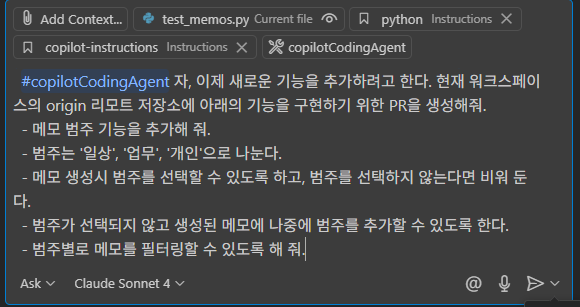 Add Context... test_memos.py Current file python Instructions
copilot-instructions Instructions copilotCodingAgent
#copilotCodingAgent 자, 이제 새로운 기능을 추가하려고 한다. 현재 워크스페이
스의 origin 리모트 저장소에 아래의 기능을 구현하기 위한 PR을 생성해줘.
- 메모 범주 기능을 추가해 줘.
- 범주는 '일상', '업무', '개인'으로 나눈다.
- 메모 생성시 범주를 선택할 수 있도록 하고, 범주를 선택하지 않는다면 비워 둔
다.
- 범주가 선택되지 않고 생성된 메모에 나중에 범주를 추가할 수 있도록 한다.
- 범주별로 메모를 필터링할 수 있도록 해 줘.
Ask Claude Sonnet 4